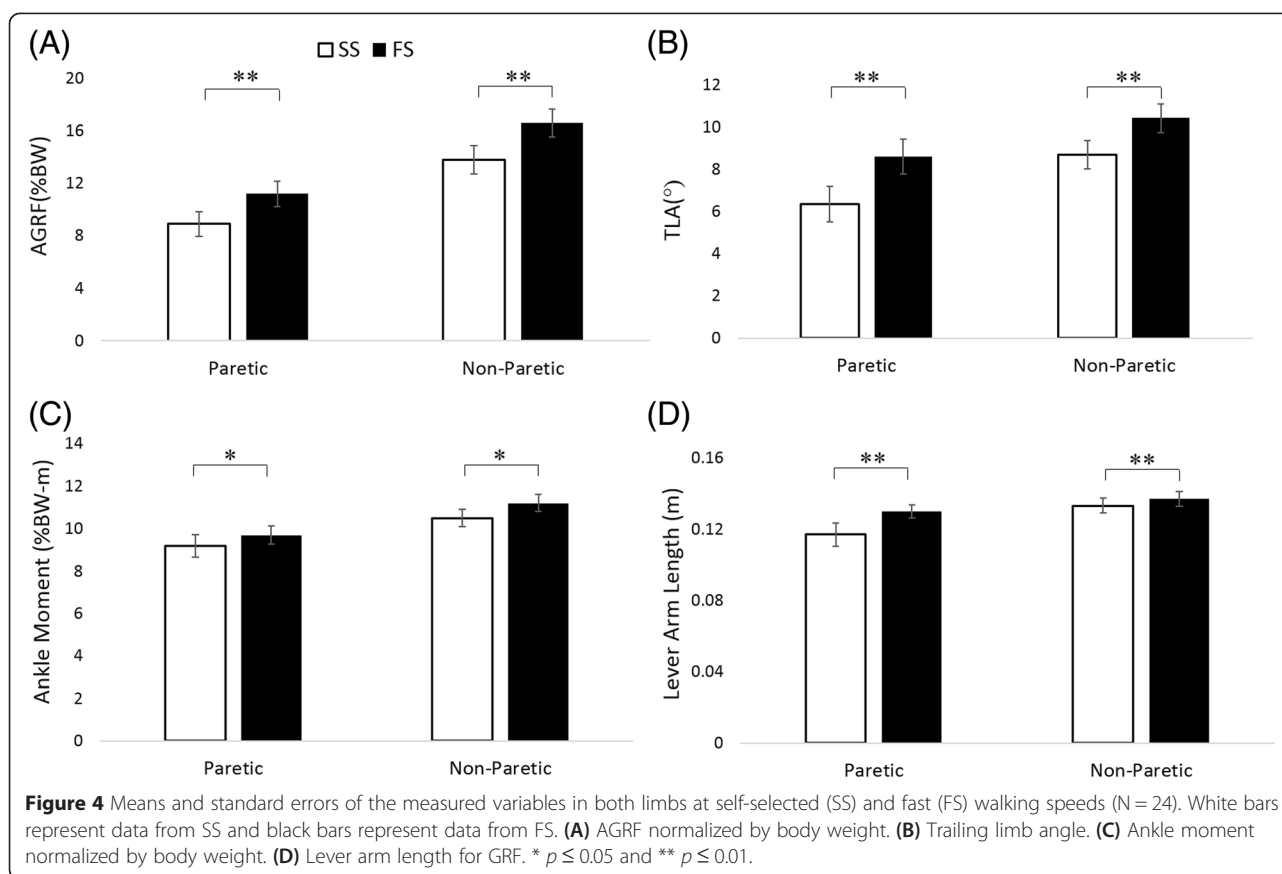 (A)
SS FS
20
16
12
8
4
0
AGRF(%BW)
** **
Paretic Non-Paretic
(B)
12
10
8
6
4
2
0
TLA(°)
** **
Paretic Non-Paretic
(C)
14
12
10
8
6
4
2
0
Ankle Moment (%BW-m)
* *
Paretic Non-Paretic
(D)
0.16
0.12
0.08
0.04
0
Lever Arm Length (m)
** **
Paretic Non-Paretic
Figure 4 Means and standard errors of the measured variables in both limbs at self-selected (SS) and fast (FS) walking speeds (N = 24). White bars
represent data from SS and black bars represent data from FS. (A) AGRF normalized by body weight. (B) Trailing limb angle. (C) Ankle moment
normalized by body weight. (D) Lever arm length for GRF. * p ≤ 0.05 and ** p ≤ 0.01.